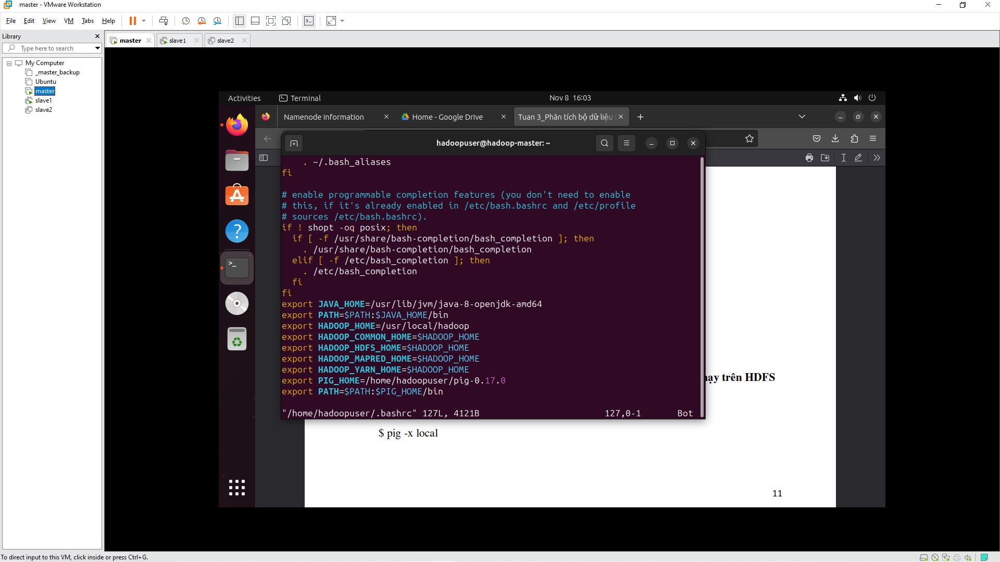 master - VMware Workstation
File Edit View VM Tabs Help
Library
Type here to search
My Computer
_master_backup
Ubuntu
master
slave1
slave2
master
slave1
slave2
Activities
Terminal
Nov 8 16:03
Namenode information
Home - Google Drive
Tuan 3_Phân tích bộ dữ liệu
hadoopuser@hadoop-master: ~
. ~/.bash_aliases
fi
# enable programmable completion features (you don't need to enable
# this, if it's already enabled in /etc/bash.bashrc and /etc/profile
# sources /etc/bash.bashrc).
if ! shopt -oq posix; then
if [ -f /usr/share/bash-completion/bash_completion ]; then
. /usr/share/bash-completion/bash_completion
elif [ -f /etc/bash_completion ]; then
. /etc/bash_completion
fi
fi
export JAVA_HOME=/usr/lib/jvm/java-8-openjdk-amd64
export PATH=$PATH:$JAVA_HOME/bin
export HADOOP_HOME=/usr/local/hadoop
export HADOOP_COMMON_HOME=$HADOOP_HOME
export HADOOP_HDFS_HOME=$HADOOP_HOME
export HADOOP_MAPRED_HOME=$HADOOP_HOME
export HADOOP_YARN_HOME=$HADOOP_HOME
export PIG_HOME=/home/hadoopuser/pig-0.17.0
export PATH=$PATH:$PIG_HOME/bin
"/home/hadoopuser/.bashrc" 127L, 4121B 127,0-1 Bot
trên HDFS
$ pig -x local
11
To direct input to this VM, click inside or press Ctrl+G.